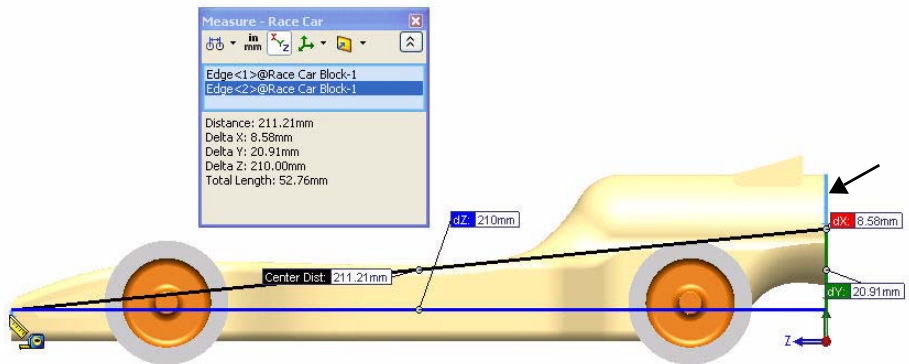 Measure - Race Car
in
mm
X Y Z
Edge<1>@Race Car Block-1
Edge<2>@Race Car Block-1
Distance: 211.21mm
Delta X: 8.58mm
Delta Y: 20.91mm
Delta Z: 210.00mm
Total Length: 52.76mm
dZ: 210mm
dX: 8.58mm
Center Dist: 211.21mm
dY: 20.91mm
Z